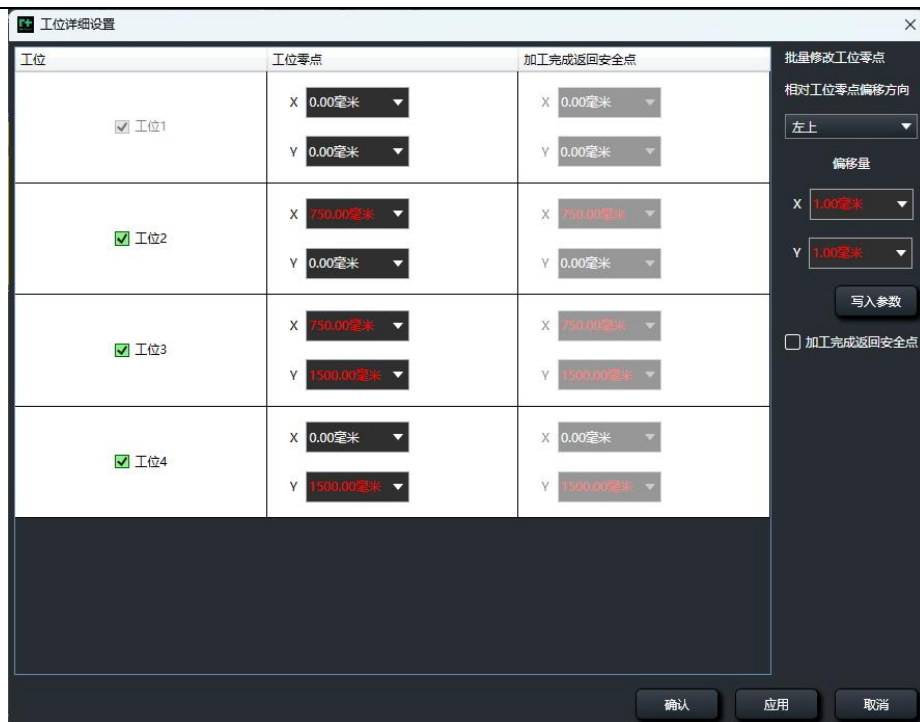 工位详细设置
工位 工位零点 加工完成返回安全点 批量修改工位零点
相对工位零点偏移方向
左上
偏移量
X 1.00毫米
Y 1.00毫米
写入参数
加工完成返回安全点
工位1 X 0.00毫米 X 0.00毫米
Y 0.00毫米 Y 0.00毫米
工位2 X 750.00毫米 X 750.00毫米
Y 0.00毫米 Y 0.00毫米
工位3 X 750.00毫米 X 750.00毫米
Y 1500.00毫米 Y 1500.00毫米
工位4 X 0.00毫米 X 0.00毫米
Y 1500.00毫米 Y 1500.00毫米
确认 应用 取消